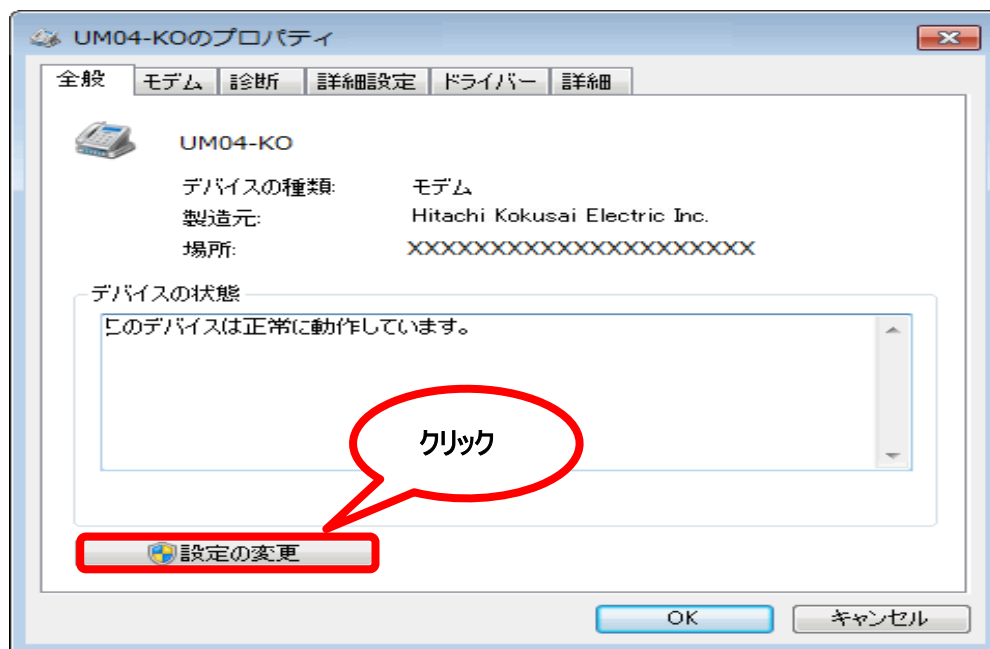 UM04-KOのプロパティ
全般 モデム 診断 詳細設定 ドライバー 詳細
UM04-KO
デバイスの種類: モデム
製造元: Hitachi Kokusai Electric Inc.
場所: XXXXXXXXXXXXXXXXXXXXX
デバイスの状態
このデバイスは正常に動作しています。
クリック
設定の変更
OK キャンセル